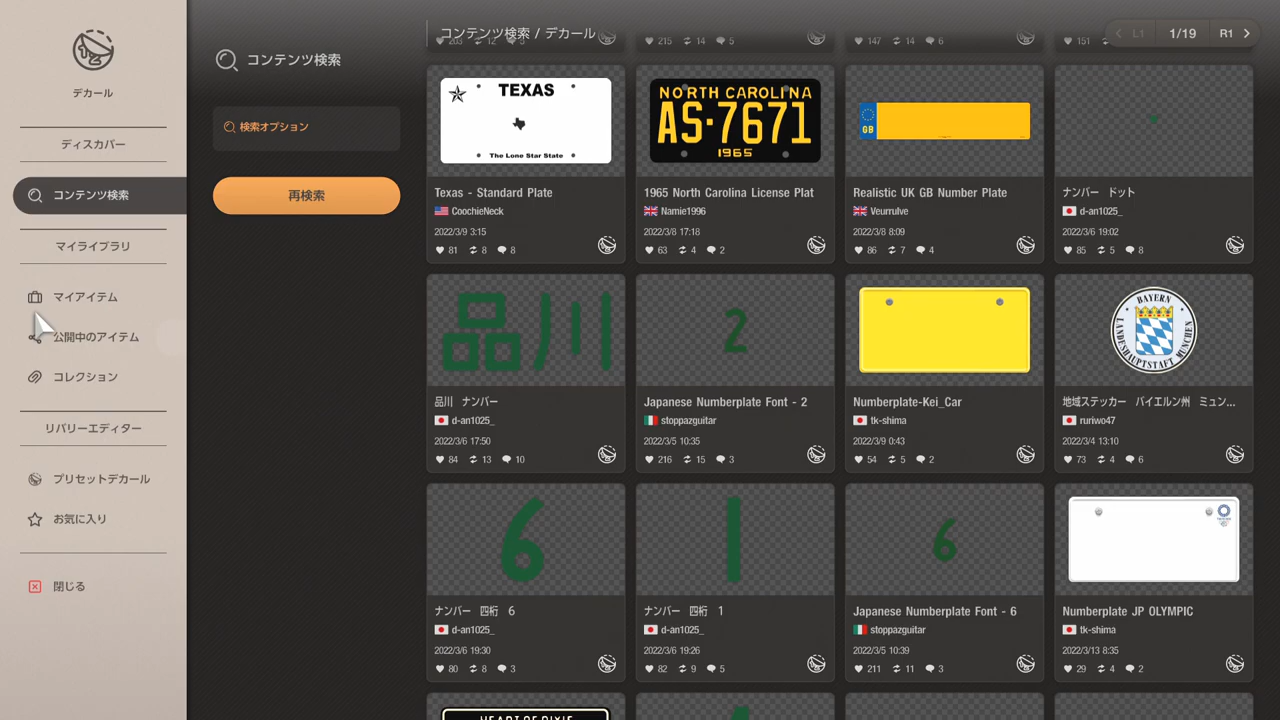 デカール
ディスカバー
コンテンツ検索
マイライブラリ
マイアイテム
公開中のアイテム
コレクション
リバリーエディター
プリセットデカール
お気に入り
閉じる
コンテンツ検索
検索オプション
再検索
コンテンツ検索 / デカール
L1 1/19 R1
203 12 5
215 14 5
147 14 6
151
TEXAS
The Lone Star State
Texas - Standard Plate
CoochieNeck
2022/3/9 3:15
81 8 8
NORTH CAROLINA
AS·7671
1965
1965 North Carolina License Plat
Namie1996
2022/3/8 17:18
63 4 2
GB
Realistic UK GB Number Plate
Veurrulve
2022/3/8 8:09
86 7 4
ナンバー ドット
d-an1025_
2022/3/6 19:02
85 5 8
品川
品川 ナンバー
d-an1025_
2022/3/6 17:50
84 13 10
2
Japanese Numberplate Font - 2
stoppazguitar
2022/3/5 10:35
216 15 3
Numberplate-Kei_Car
tk-shima
2022/3/9 0:43
54 5 2
BAYERN
LANDESHAUPTSTADT MÜNCHEN
地域ステッカー バイエルン州 ミュン...
ruriwo47
2022/3/4 13:10
73 4 6
6
ナンバー 四桁 6
d-an1025_
2022/3/6 19:30
80 8 3
1
ナンバー 四桁 1
d-an1025_
2022/3/6 19:26
82 9 5
6
Japanese Numberplate Font - 6
stoppazguitar
2022/3/5 10:39
211 11 3
Numberplate JP OLYMPIC
tk-shima
2022/3/13 8:35
29 4 2
HEART OF DIXIE